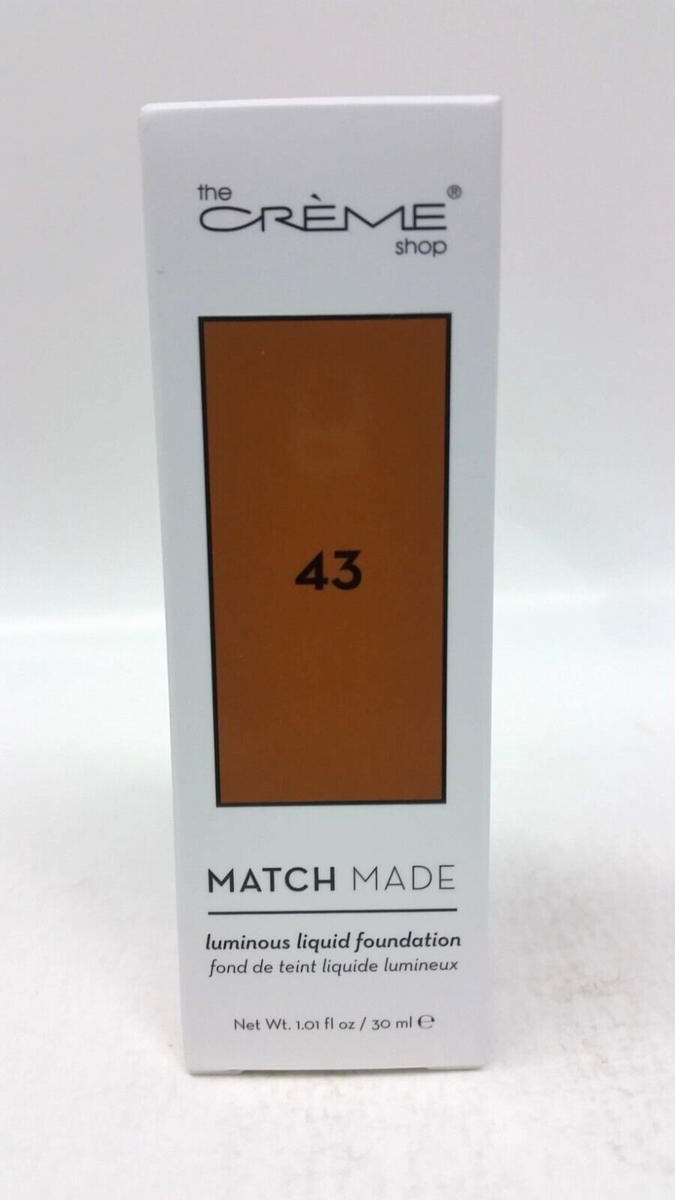 the
CRÈME®
shop
43
MATCH MADE
luminous liquid foundation
fond de teint liquide lumineux
Net Wt. 1.01 fl oz / 30 ml ℮